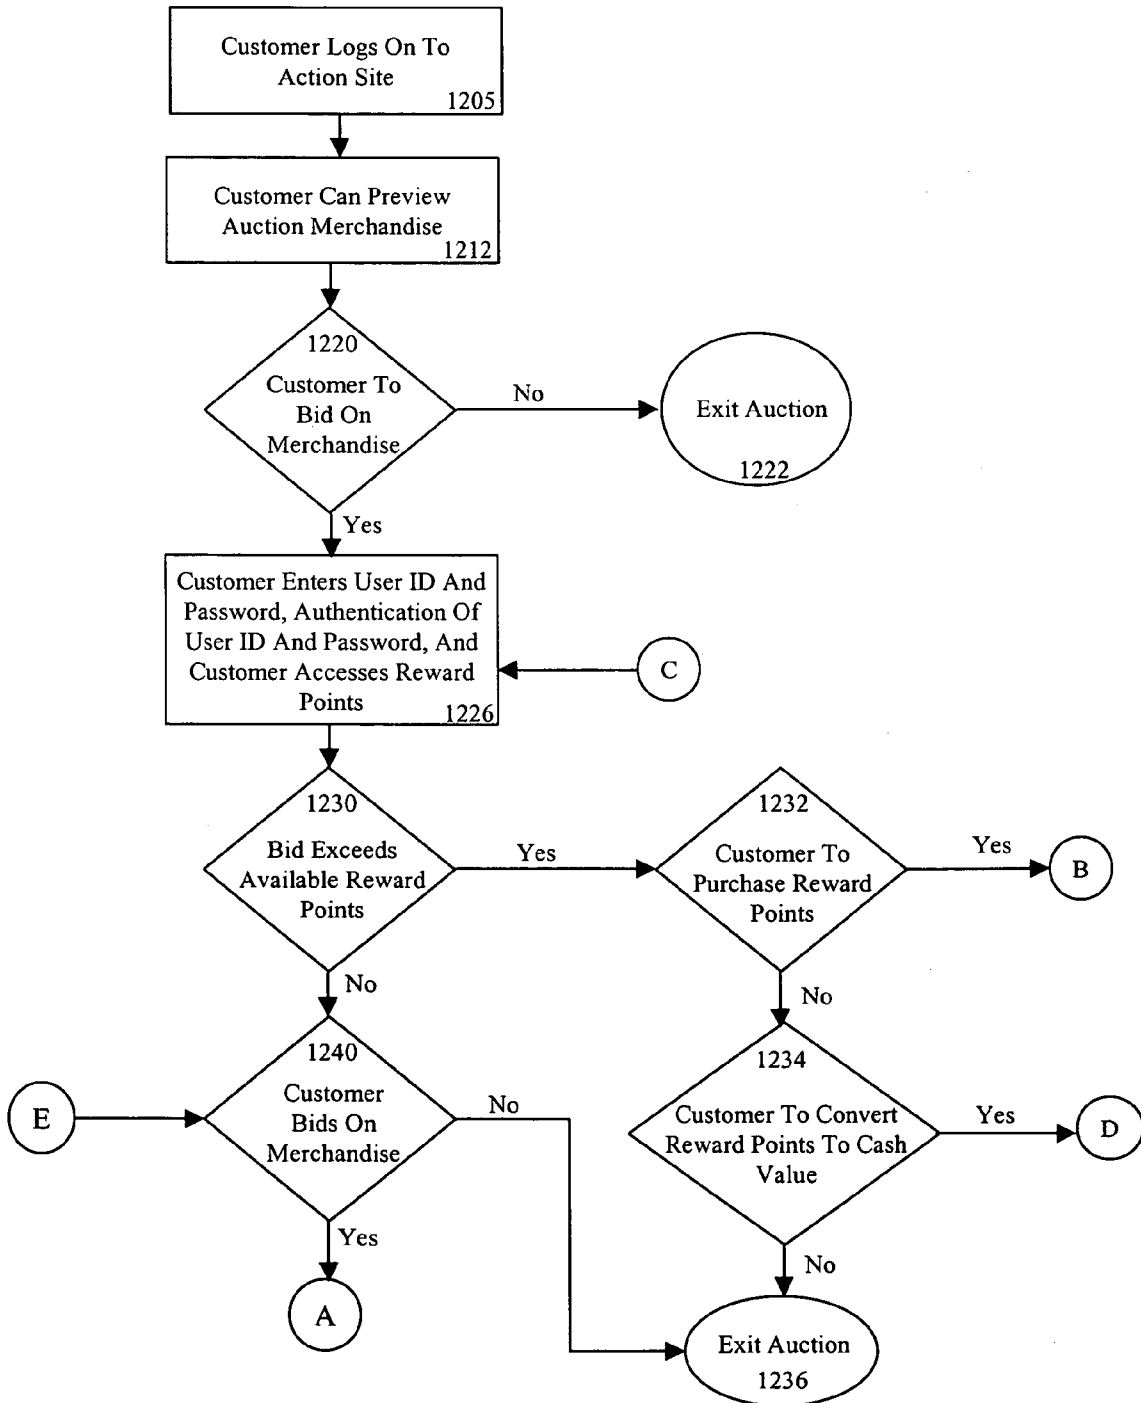 Customer Logs On To
Action Site
1205
Customer Can Preview
Auction Merchandise
1212
1220
Customer To
Bid On
Merchandise
No
Exit Auction
1222
Yes
Customer Enters User ID And
Password, Authentication Of
User ID And Password, And
Customer Accesses Reward
Points
1226
C
1230
Bid Exceeds
Available Reward
Points
Yes
1232
Customer To
Purchase Reward
Points
Yes
B
No
No
1240
Customer
Bids On
Merchandise
E
No
1234
Customer To Convert
Reward Points To Cash
Value
Yes
D
Yes
A
No
Exit Auction
1236